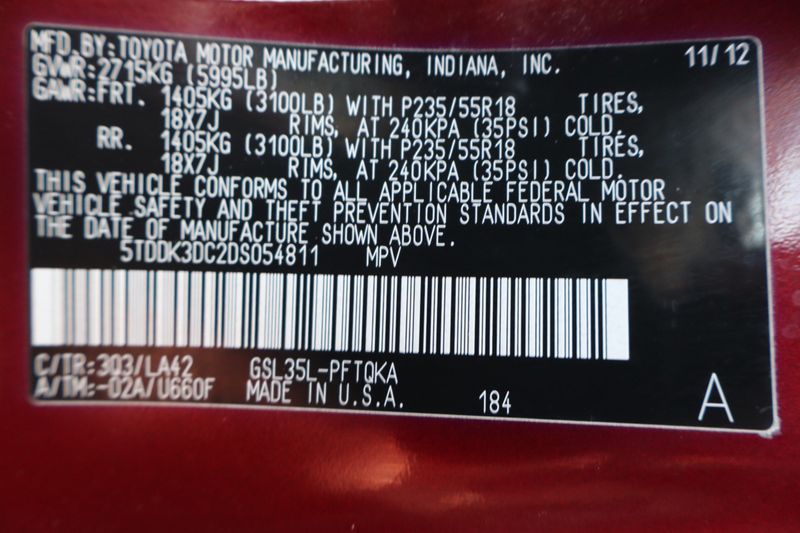 MFD.BY:TOYOTA MOTOR MANUFACTURING, INDIANA, INC. 11/12
GVWR:2715KG (5995LB)
GAWR:FRT. 1405KG (3100LB) WITH P235/55R18 TIRES,
18X7J RIMS, AT 240KPA (35PSI) COLD.
RR. 1405KG (3100LB) WITH P235/55R18 TIRES,
18X7J RIMS, AT 240KPA (35PSI) COLD.
THIS VEHICLE CONFORMS TO ALL APPLICABLE FEDERAL MOTOR
VEHICLE SAFETY AND THEFT PREVENTION STANDARDS IN EFFECT ON
THE DATE OF MANUFACTURE SHOWN ABOVE.
5TDDK3DC2DS054811 MPV
C/TR:3Q3/LA42 GSL35L-PFTQKA
A/TM:-02A/U660F MADE IN U.S.A. 184 A